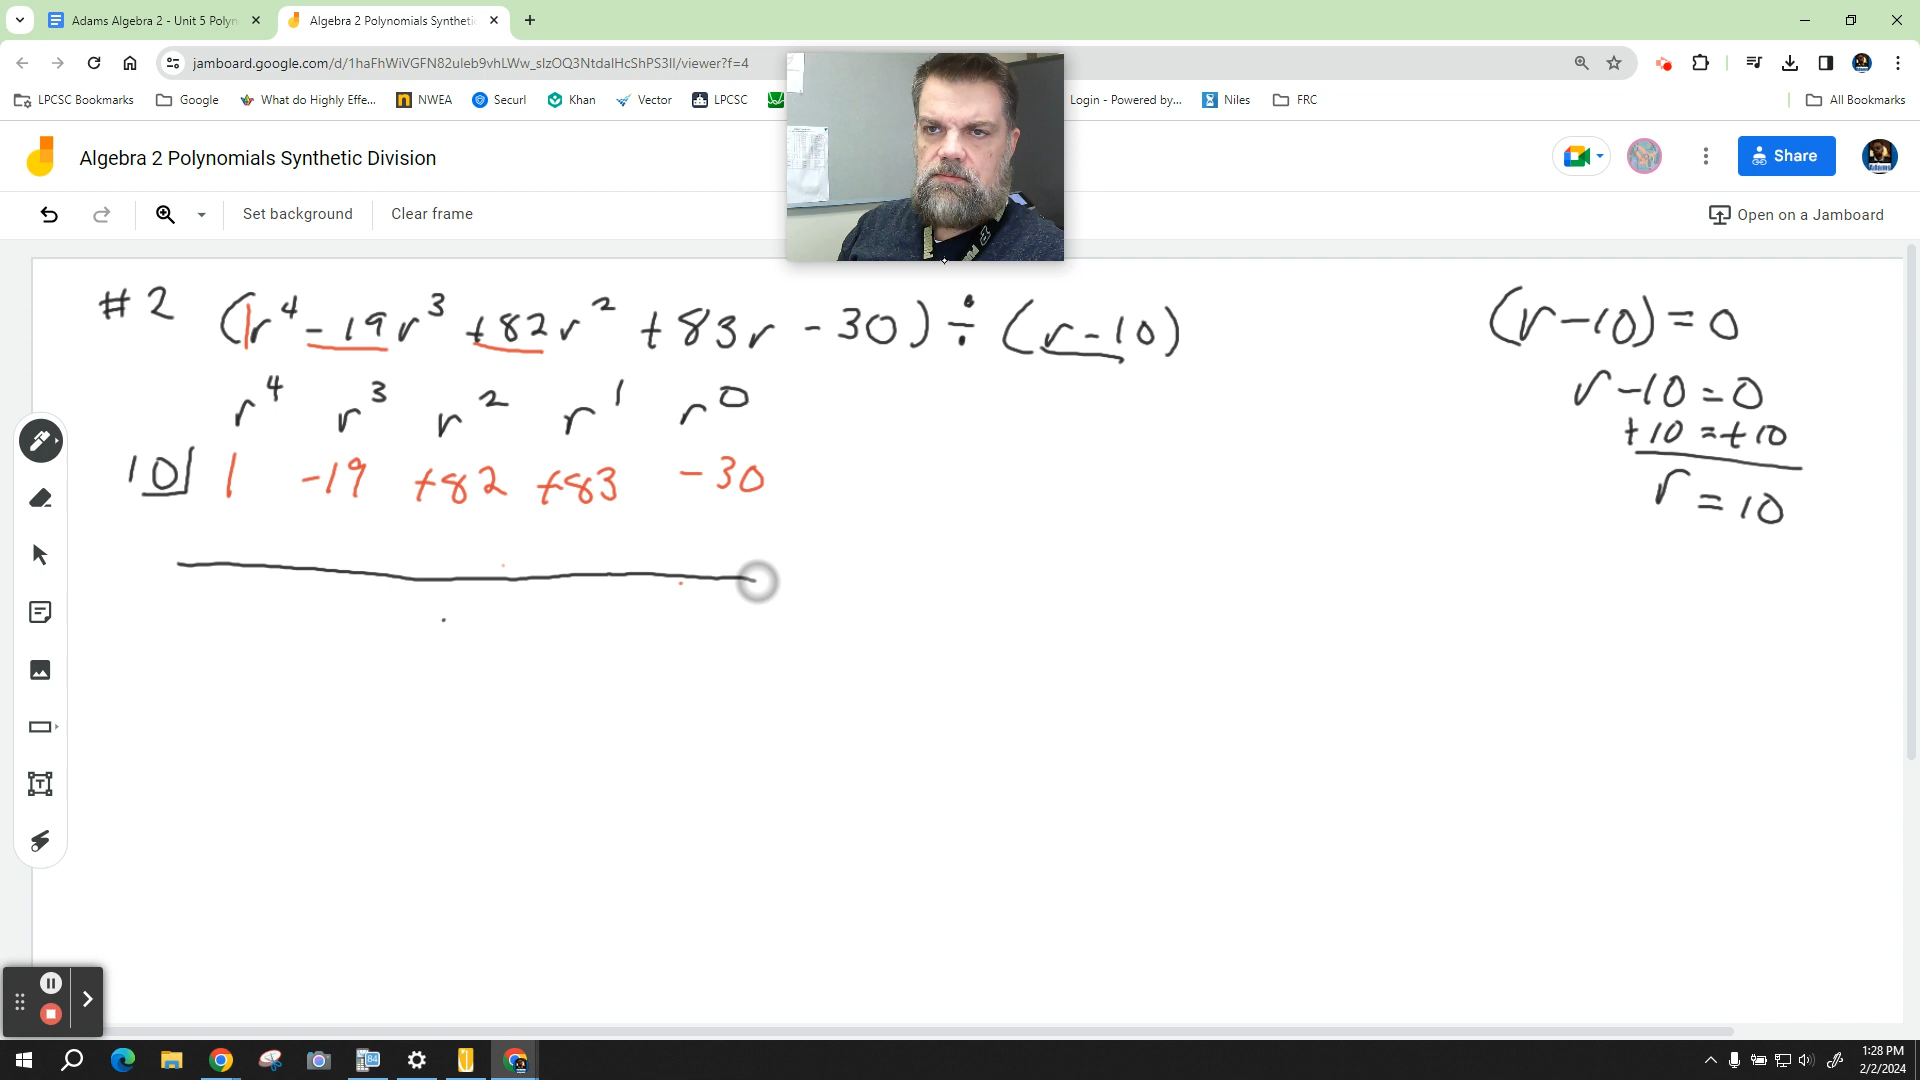 Adams Algebra 2 - Unit 5 Polyn
Algebra 2 Polynomials Syntheti
jamboard.google.com/d/1haFhWiVGFN82uleb9vhLWw_sIzOQ3NtdalHcShPS3lI/viewer?f=4
LPCSC Bookmarks Google What do Highly Effe... NWEA Securl Khan Vector LPCSC Login - Powered by... Niles FRC All Bookmarks
Algebra 2 Polynomials Synthetic Division
Share
Set background Clear frame Open on a Jamboard
#2 (1r⁴ - 19r³ + 82r² + 83r - 30) ÷ (r - 10)
r⁴ r³ r² r¹ r⁰
10| 1 -19 +82 +83 -30
(r - 10) = 0
r - 10 = 0
+10 = +10
r = 10
1:28 PM
2/2/2024